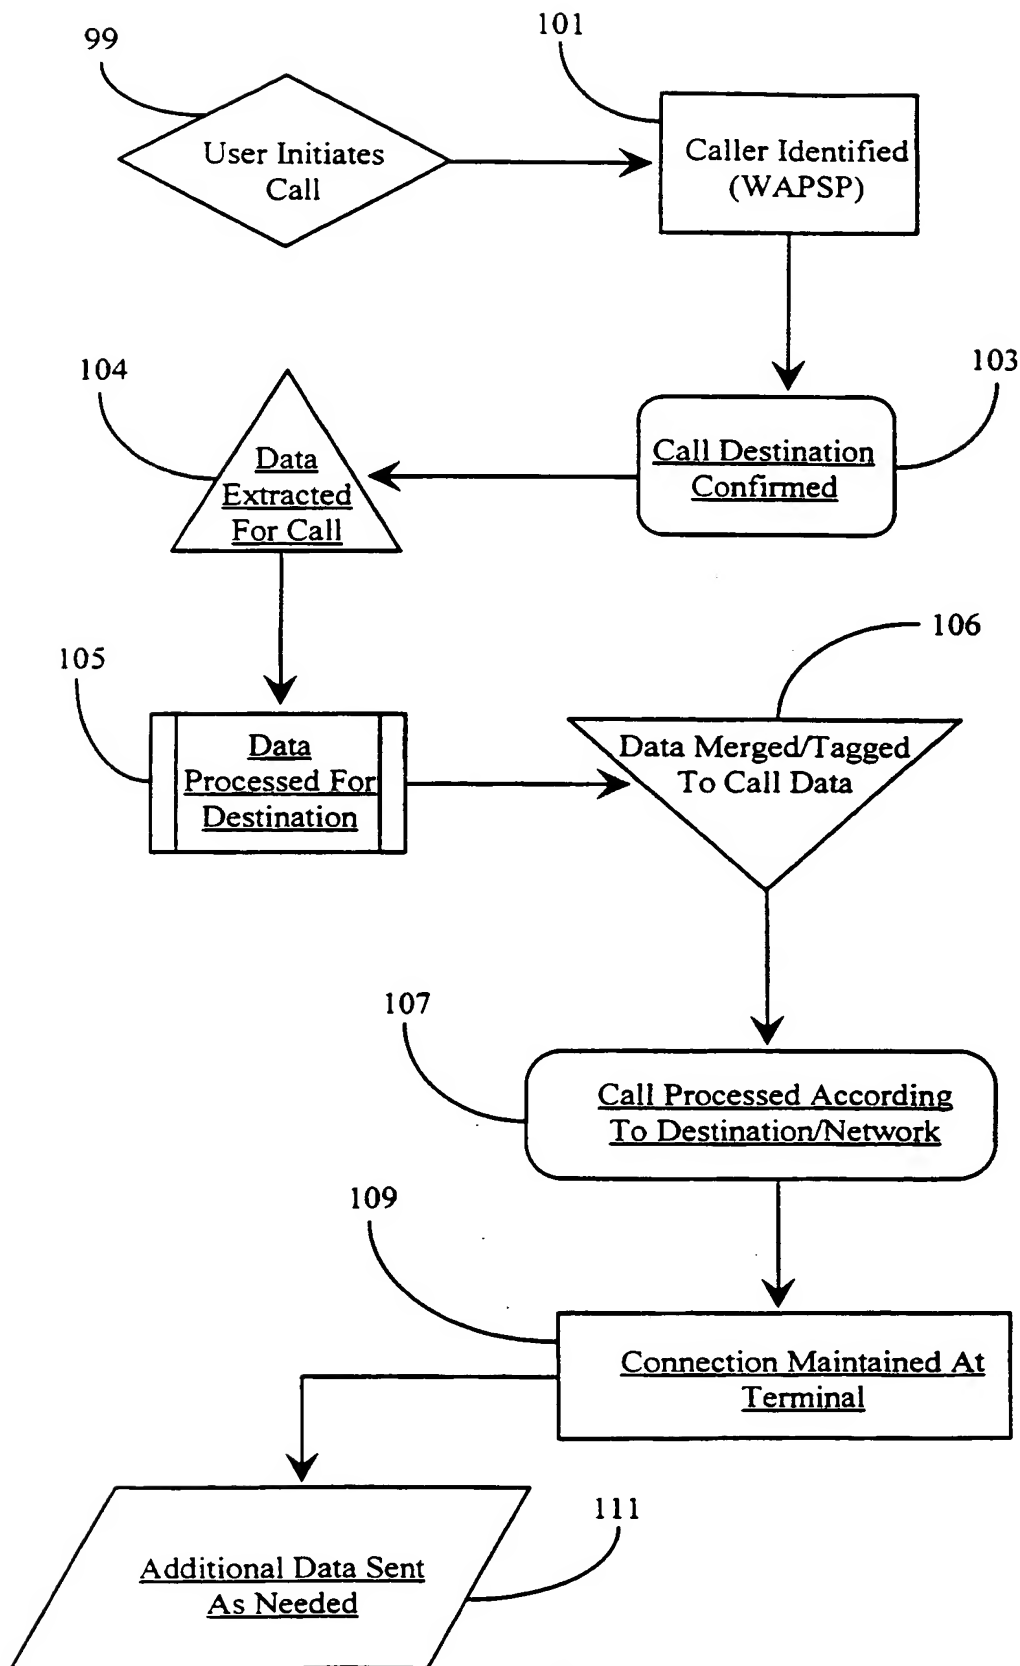 99
101
User Initiates
Call
Caller Identified
(WAPSP)
104
103
Data
Extracted
For Call
Call Destination
Confirmed
105
106
Data
Processed For
Destination
Data Merged/Tagged
To Call Data
107
Call Processed According
To Destination/Network
109
Connection Maintained At
Terminal
111
Additional Data Sent
As Needed